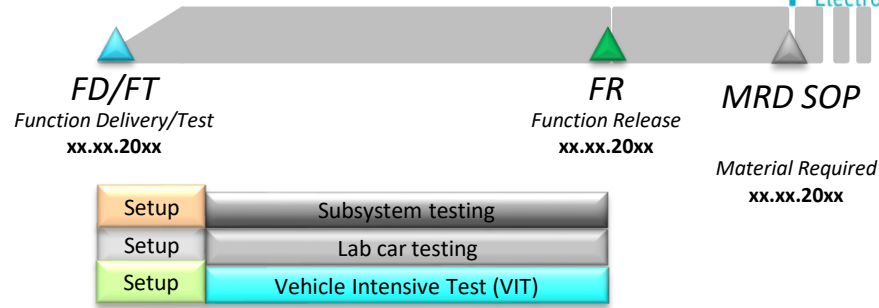 Electro
FD/FT
Function Delivery/Test
xx.xx.20xx
FR
Function Release
xx.xx.20xx
MRD SOP
Material Required
xx.xx.20xx
Setup Subsystem testing
Setup Lab car testing
Setup Vehicle Intensive Test (VIT)